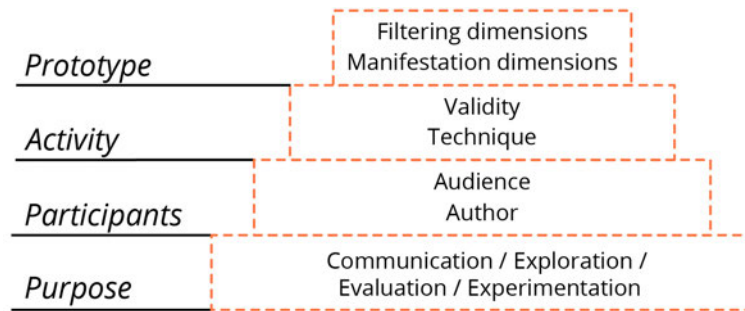 Prototype
Filtering dimensions
Manifestation dimensions
Activity
Validity
Technique
Participants
Audience
Author
Purpose
Communication / Exploration /
Evaluation / Experimentation